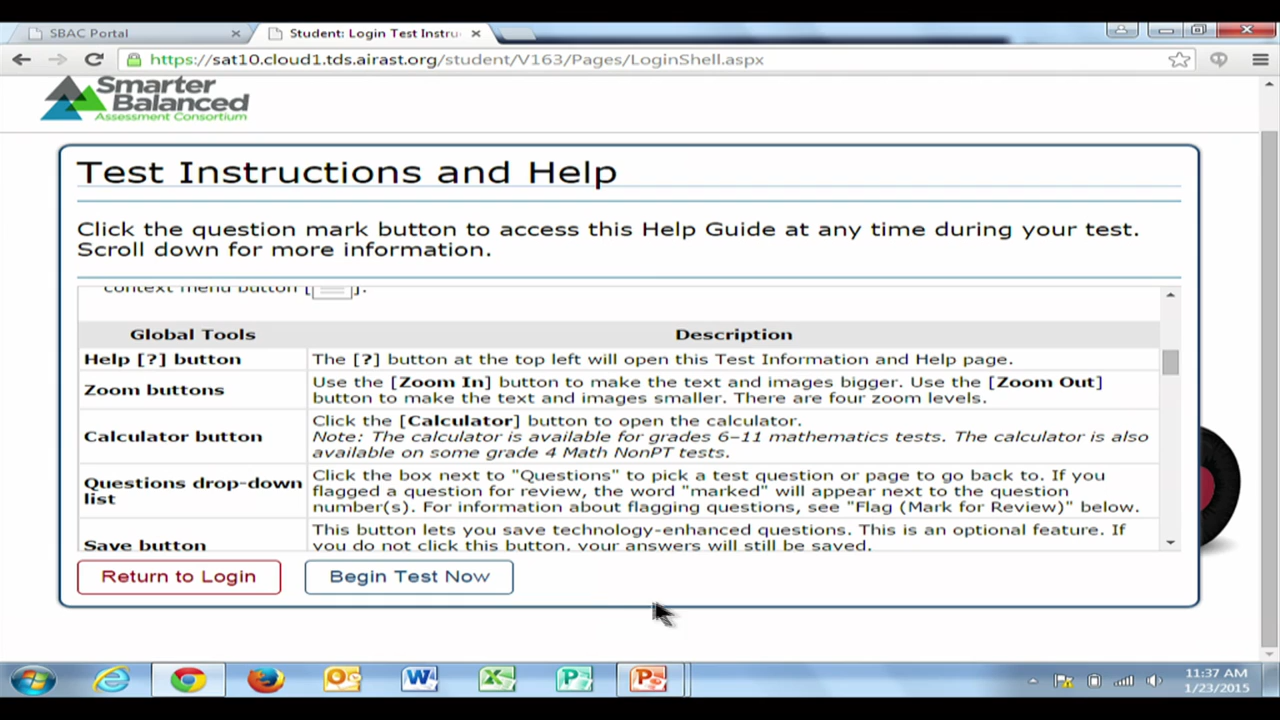 SBAC Portal
Student: Login Test Instru
https://sat10.cloud1.tds.airast.org/student/V163/Pages/LoginShell.aspx
Smarter
Balanced
Assessment Consortium
Test Instructions and Help
Click the question mark button to access this Help Guide at any time during your test.
Scroll down for more information.
context menu button [ ].
Global Tools Description
Help [?] button The [?] button at the top left will open this Test Information and Help page.
Zoom buttons Use the [Zoom In] button to make the text and images bigger. Use the [Zoom Out]
button to make the text and images smaller. There are four zoom levels.
Calculator button Click the [Calculator] button to open the calculator.
Note: The calculator is available for grades 6–11 mathematics tests. The calculator is also
available on some grade 4 Math NonPT tests.
Questions drop-down
list
Click the box next to "Questions" to pick a test question or page to go back to. If you
flagged a question for review, the word "marked" will appear next to the question
number(s). For information about flagging questions, see "Flag (Mark for Review)" below.
Save button This button lets you save technology-enhanced questions. This is an optional feature. If
you do not click this button, your answers will still be saved.
Return to Login
Begin Test Now
11:37 AM
1/23/2015